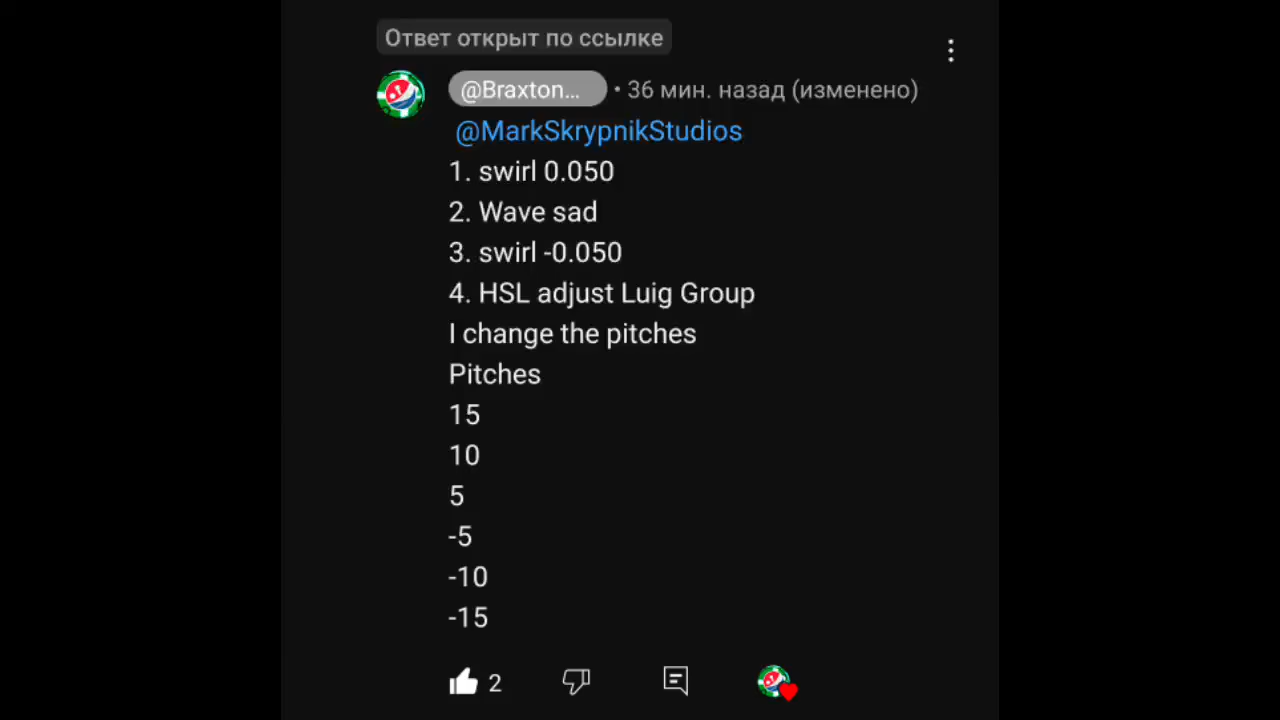 Ответ открыт по ссылке
@Braxton... • 36 мин. назад (изменено)
@MarkSkrypnikStudios
1. swirl 0.050
2. Wave sad
3. swirl -0.050
4. HSL adjust Luig Group
I change the pitches
Pitches
15
10
5
-5
-10
-15
2